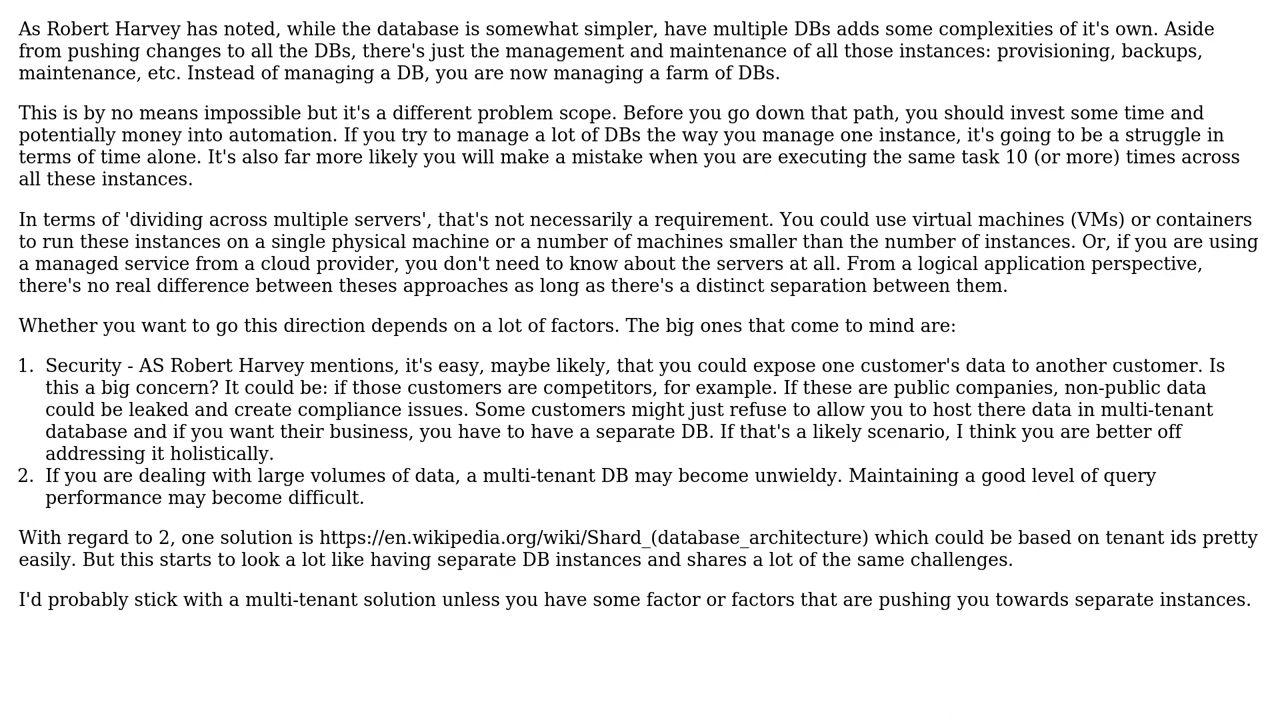 As Robert Harvey has noted, while the database is somewhat simpler, have multiple DBs adds some complexities of it's own. Aside
from pushing changes to all the DBs, there's just the management and maintenance of all those instances: provisioning, backups,
maintenance, etc. Instead of managing a DB, you are now managing a farm of DBs.
This is by no means impossible but it's a different problem scope. Before you go down that path, you should invest some time and
potentially money into automation. If you try to manage a lot of DBs the way you manage one instance, it's going to be a struggle in
terms of time alone. It's also far more likely you will make a mistake when you are executing the same task 10 (or more) times across
all these instances.
In terms of 'dividing across multiple servers', that's not necessarily a requirement. You could use virtual machines (VMs) or containers
to run these instances on a single physical machine or a number of machines smaller than the number of instances. Or, if you are using
a managed service from a cloud provider, you don't need to know about the servers at all. From a logical application perspective,
there's no real difference between theses approaches as long as there's a distinct separation between them.
Whether you want to go this direction depends on a lot of factors. The big ones that come to mind are:
1. Security - AS Robert Harvey mentions, it's easy, maybe likely, that you could expose one customer's data to another customer. Is
this a big concern? It could be: if those customers are competitors, for example. If these are public companies, non-public data
could be leaked and create compliance issues. Some customers might just refuse to allow you to host there data in multi-tenant
database and if you want their business, you have to have a separate DB. If that's a likely scenario, I think you are better off
addressing it holistically.
2. If you are dealing with large volumes of data, a multi-tenant DB may become unwieldy. Maintaining a good level of query
performance may become difficult.
With regard to 2, one solution is https://en.wikipedia.org/wiki/Shard_(database_architecture) which could be based on tenant ids pretty
easily. But this starts to look a lot like having separate DB instances and shares a lot of the same challenges.
I'd probably stick with a multi-tenant solution unless you have some factor or factors that are pushing you towards separate instances.